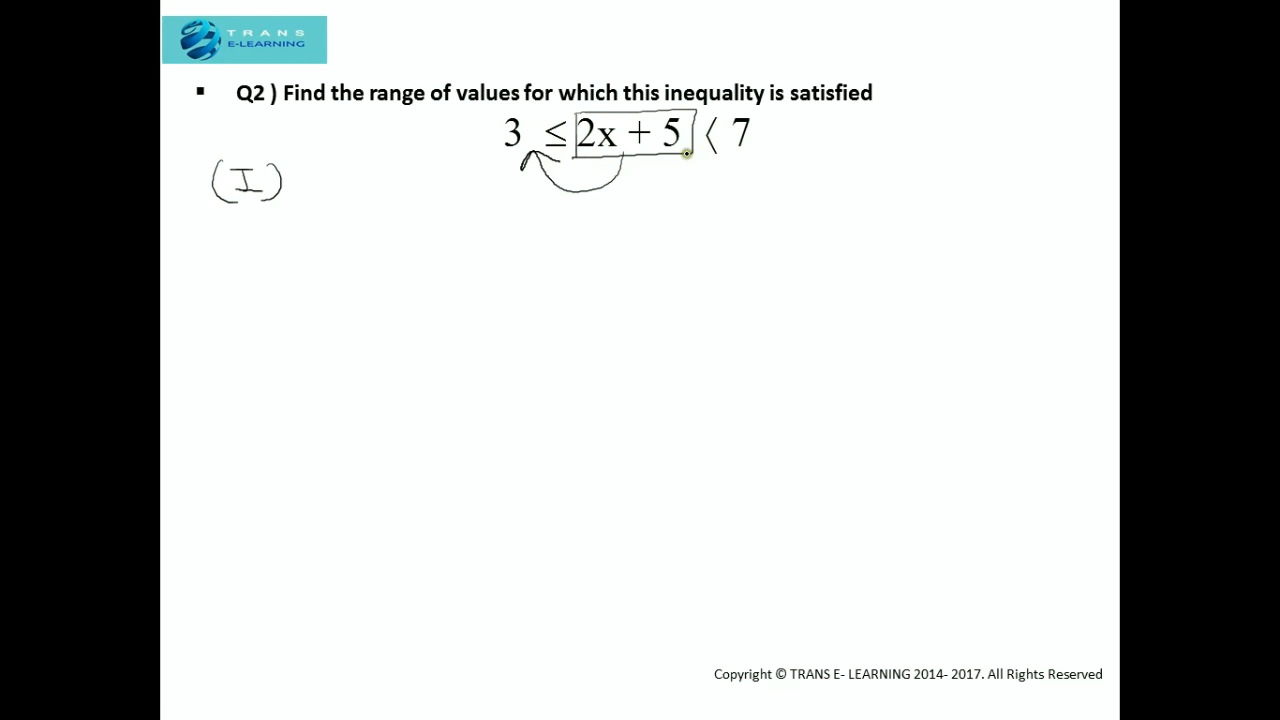 TRANS
E-LEARNING
▪ Q2 ) Find the range of values for which this inequality is satisfied
3 ≤ 2x + 5 ⟨ 7
(I)
Copyright © TRANS E- LEARNING 2014- 2017. All Rights Reserved